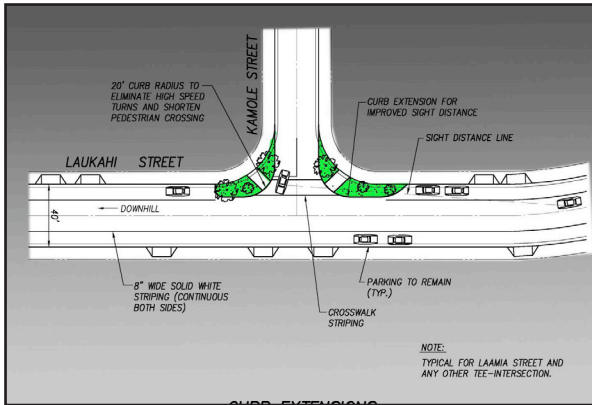 20' CURB RADIUS TO
ELIMINATE HIGH SPEED
TURNS AND SHORTEN
PEDESTRIAN CROSSING
KAMOLE STREET
CURB EXTENSION FOR
IMPROVED SIGHT DISTANCE
SIGHT DISTANCE LINE
LAUKAHI STREET
40'
DOWNHILL
8" WIDE SOLID WHITE
STRIPING (CONTINUOUS
BOTH SIDES)
PARKING TO REMAIN
(TYP.)
CROSSWALK
STRIPING
NOTE:
TYPICAL FOR LAAMIA STREET AND
ANY OTHER TEE-INTERSECTION.
CURB EXTENSIONS